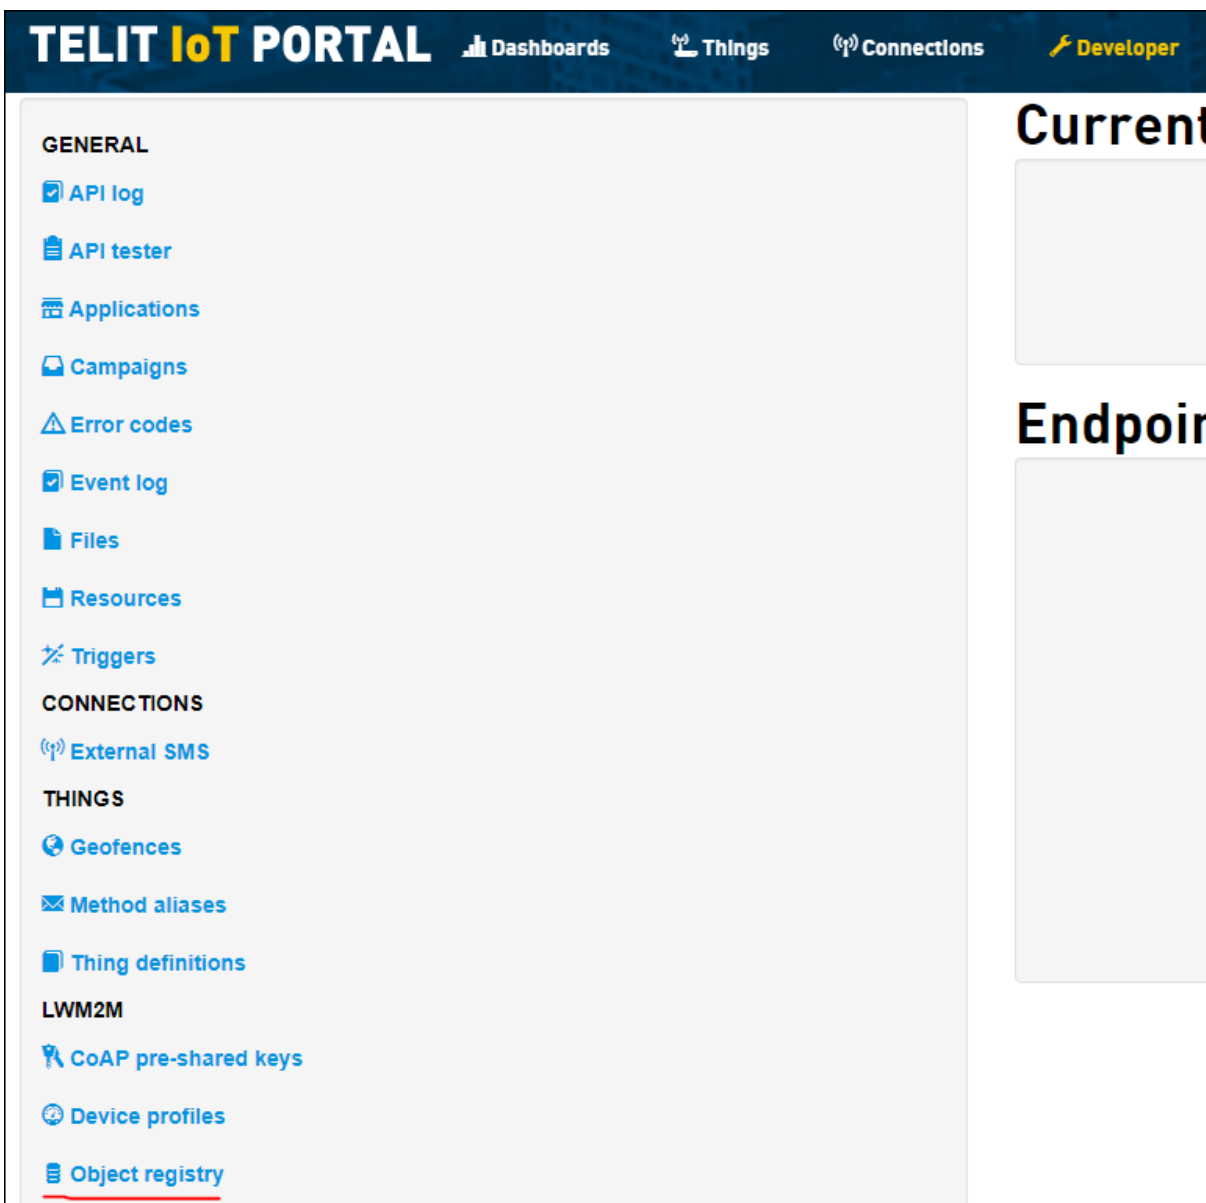 TELIT IoT PORTAL Dashboards Things Connections Developer
GENERAL
API log
API tester
Applications
Campaigns
Error codes
Event log
Files
Resources
Triggers
CONNECTIONS
External SMS
THINGS
Geofences
Method aliases
Thing definitions
LWM2M
CoAP pre-shared keys
Device profiles
Object registry
Current
Endpoin